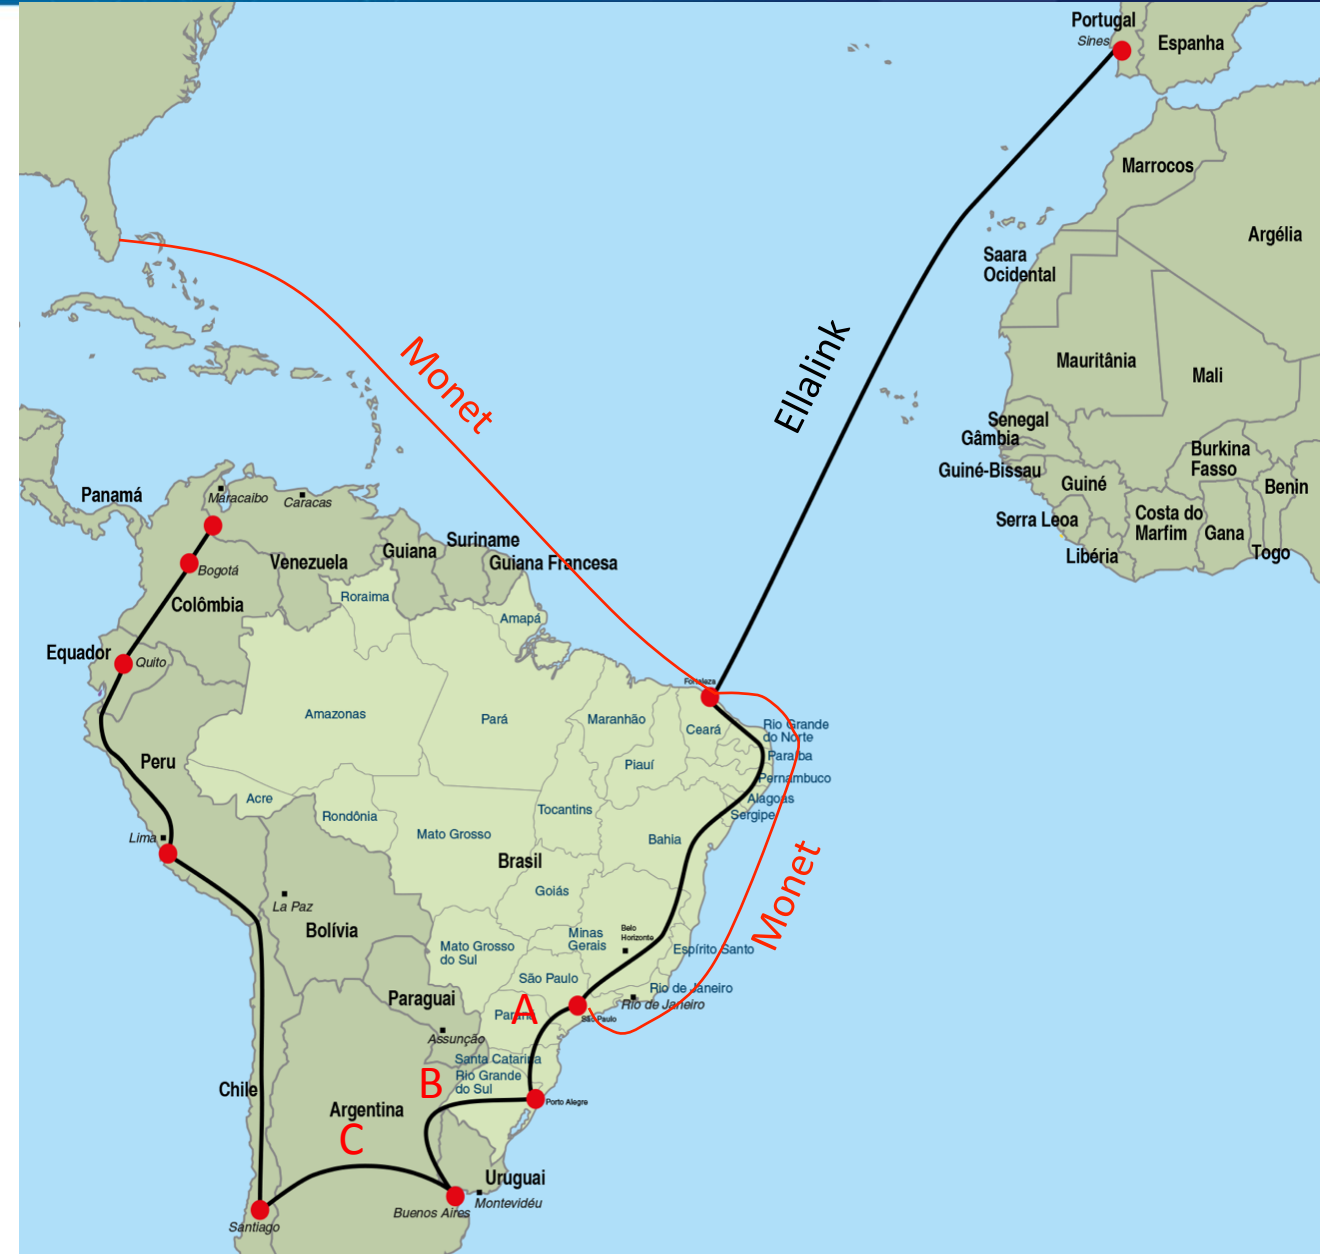 Portugal
Sines
Espanha
Marrocos
Argélia
Saara
Ocidental
Monet
Ellalink
Mauritânia
Mali
Senegal
Gâmbia
Burkina
Fasso
Guiné-Bissau
Guiné
Benin
Panamá
Maracaibo
Caracas
Serra Leoa
Costa do
Marfim
Gana
Togo
Libéria
Suriname
Guiana
Guiana Francesa
Venezuela
Bogotá
Colômbia
Roraima
Amapá
Equador
Quito
Fortaleza
Amazonas
Pará
Maranhão
Ceará
Rio Grande
do Norte
Paraíba
Piauí
Pernambuco
Peru
Acre
Alagoas
Sergipe
Rondônia
Tocantins
Mato Grosso
Bahia
Lima
Brasil
Monet
Goiás
La Paz
Bolívia
Minas
Gerais
Belo
Horizonte
Mato Grosso
do Sul
Espírito Santo
São Paulo
Rio de Janeiro
Rio de Janeiro
Paraguai
A
Paraná
São Paulo
Assunção
Santa Catarina
B
Rio Grande
do Sul
Chile
Argentina
Porto Alegre
C
Uruguai
Montevidéu
Buenos Aires
Santiago